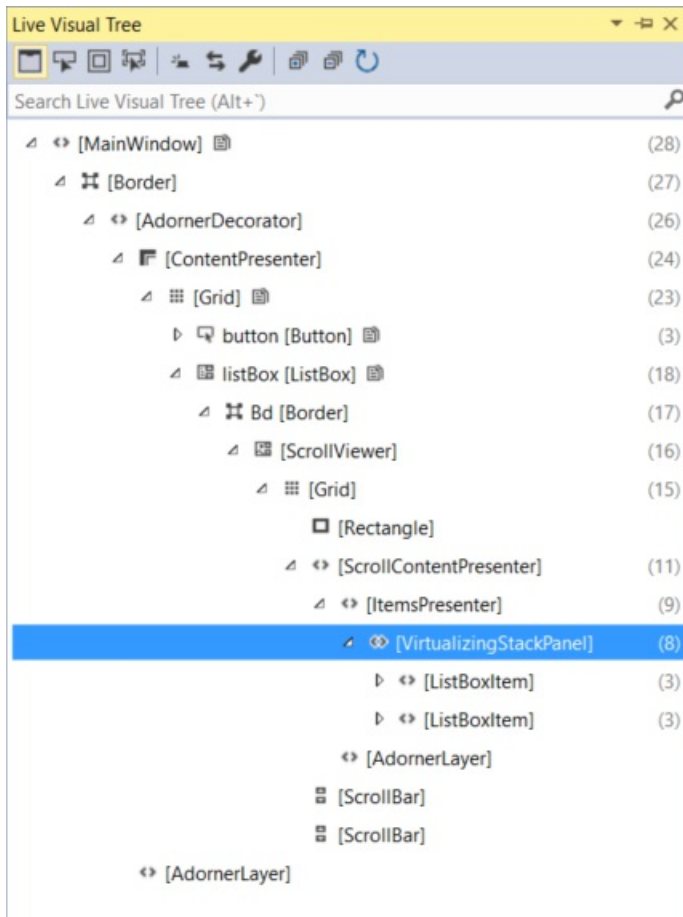 Live Visual Tree
Search Live Visual Tree (Alt+`)
[MainWindow] (28)
[Border] (27)
[AdornerDecorator] (26)
[ContentPresenter] (24)
[Grid] (23)
button [Button] (3)
listBox [ListBox] (18)
Bd [Border] (17)
[ScrollViewer] (16)
[Grid] (15)
[Rectangle]
[ScrollContentPresenter] (11)
[ItemsPresenter] (9)
[VirtualizingStackPanel] (8)
[ListBoxItem] (3)
[ListBoxItem] (3)
[AdornerLayer]
[ScrollBar]
[ScrollBar]
[AdornerLayer]